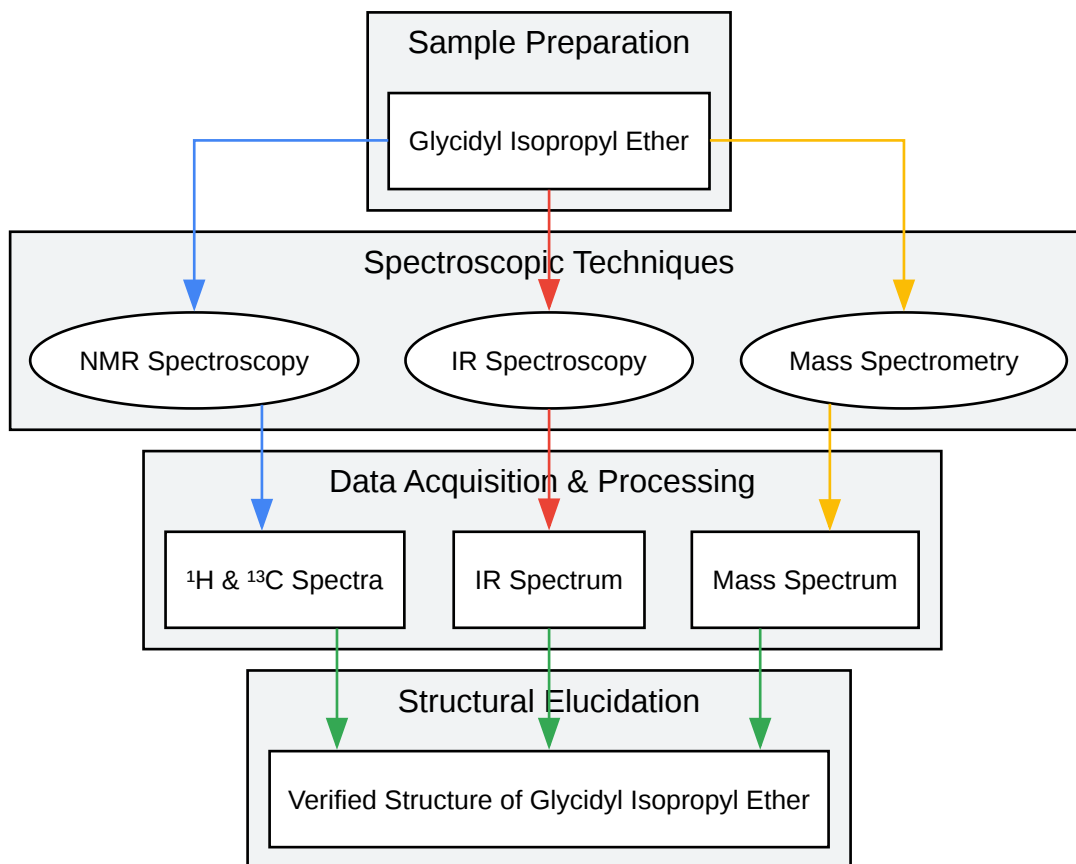 Sample Preparation
Glycidyl Isopropyl Ether
Spectroscopic Techniques
NMR Spectroscopy
IR Spectroscopy
Mass Spectrometry
Data Acquisition & Processing
¹H & ¹³C Spectra
IR Spectrum
Mass Spectrum
Structural Elucidation
Verified Structure of Glycidyl Isopropyl Ether